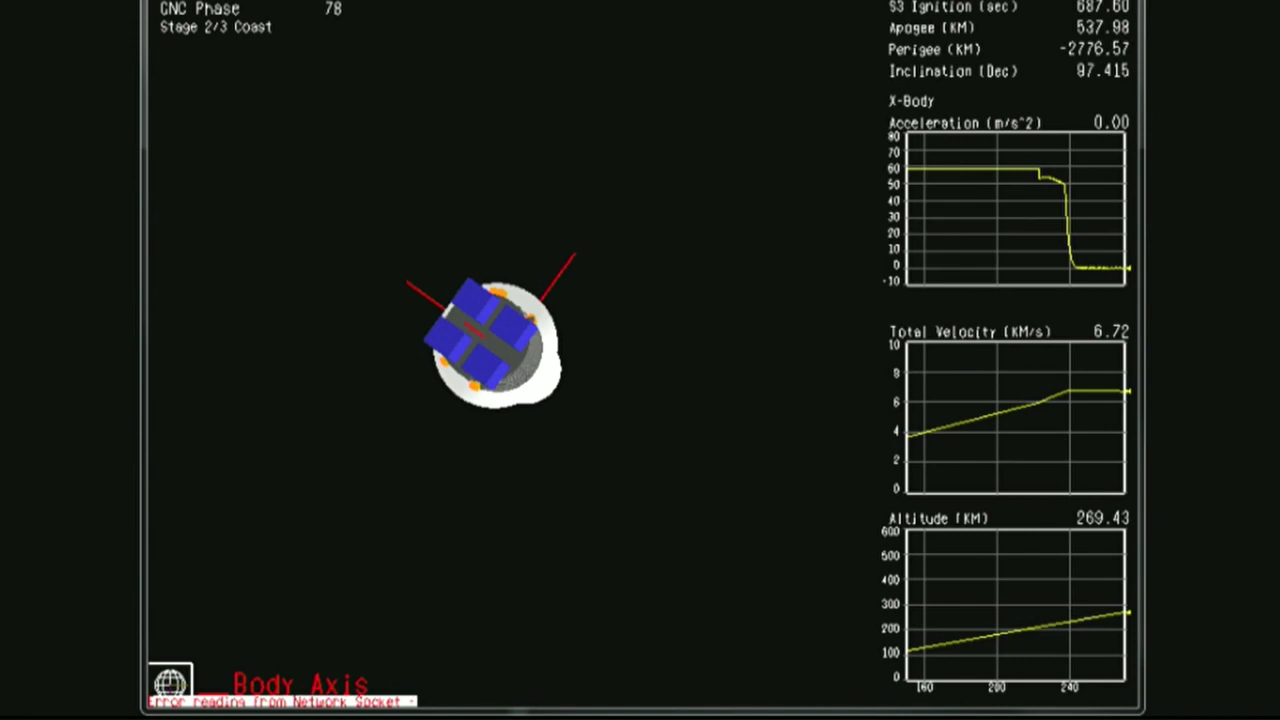 GNC Phase 78
Stage 2/3 Coast
S3 Ignition (sec) 687.60
Apogee (KM) 537.98
Perigee (KM) -2776.57
Inclination (Dec) 97.415
X-Body
Acceleration (m/s^2) 0.00
80
70
60
50
40
30
20
10
0
-10
Total Velocity (KM/s) 6.72
10
8
6
4
2
0
Altitude (KM) 269.43
600
500
400
300
200
100
0
160 200 240
Body Axis
Error reading from Network Socket -